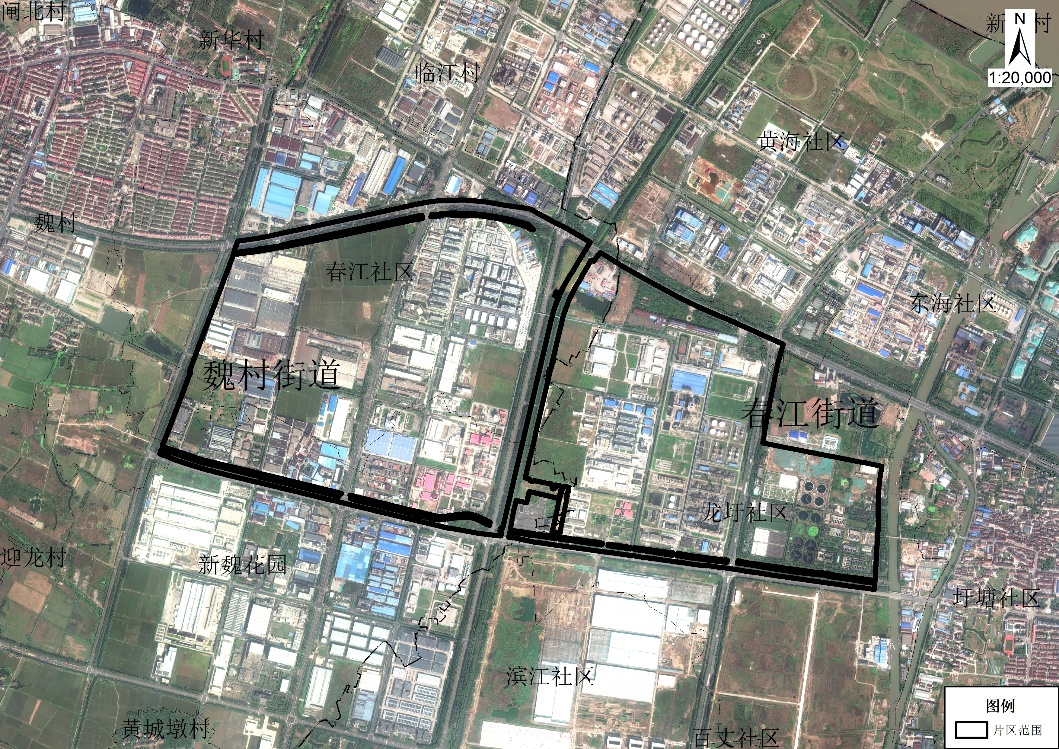 闸北村
新华村
新
村
N
1:20,000
临江村
黄海社区
魏村
春江社区
东海社区
魏村街道
春江街道
龙圩社区
迎龙村
新魏花园
圩塘社区
滨江社区
黄城墩村
百丈社区
图例
片区范围